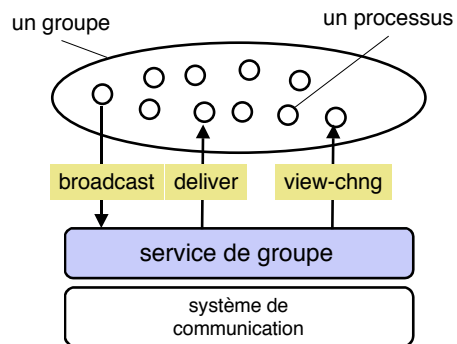 un groupe
un processus
broadcast
deliver
view-chng
service de groupe
système de
communication